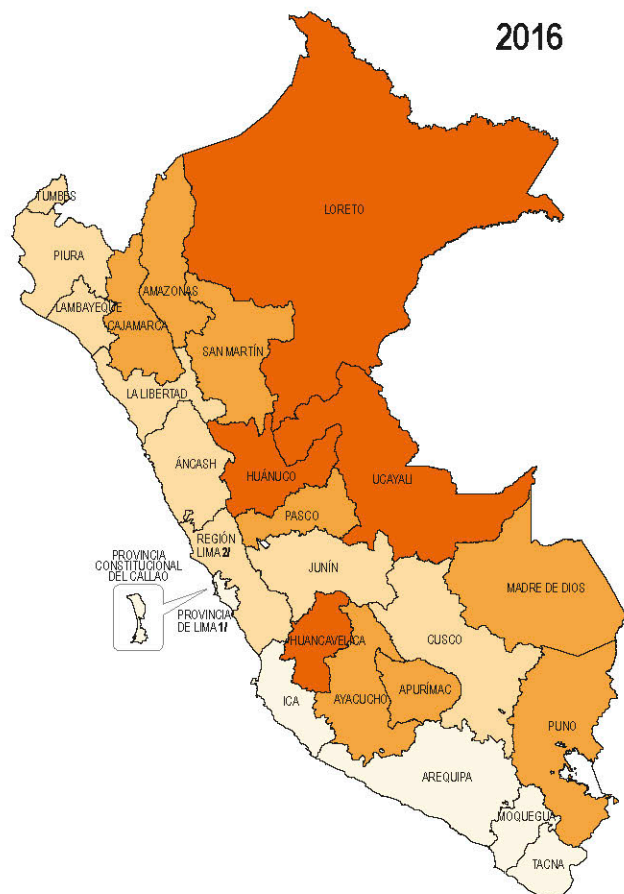 2016
LORETO
TUMBES
PIURA
LAMBAYEQUE
AMAZONAS
CAJAMARCA
SAN MARTÍN
LA LIBERTAD
ÁNCASH
HUÁNUCO
UCAYALI
PASCO
REGIÓN
LIMA 2/
PROVINCIA
CONSTITUCIONAL
DEL CALLAO
JUNÍN
MADRE DE DIOS
PROVINCIA
DE LIMA 1/
HUANCAVELICA
CUSCO
ICA
AYACUCHO
APURÍMAC
PUNO
AREQUIPA
MOQUEGUA
TACNA